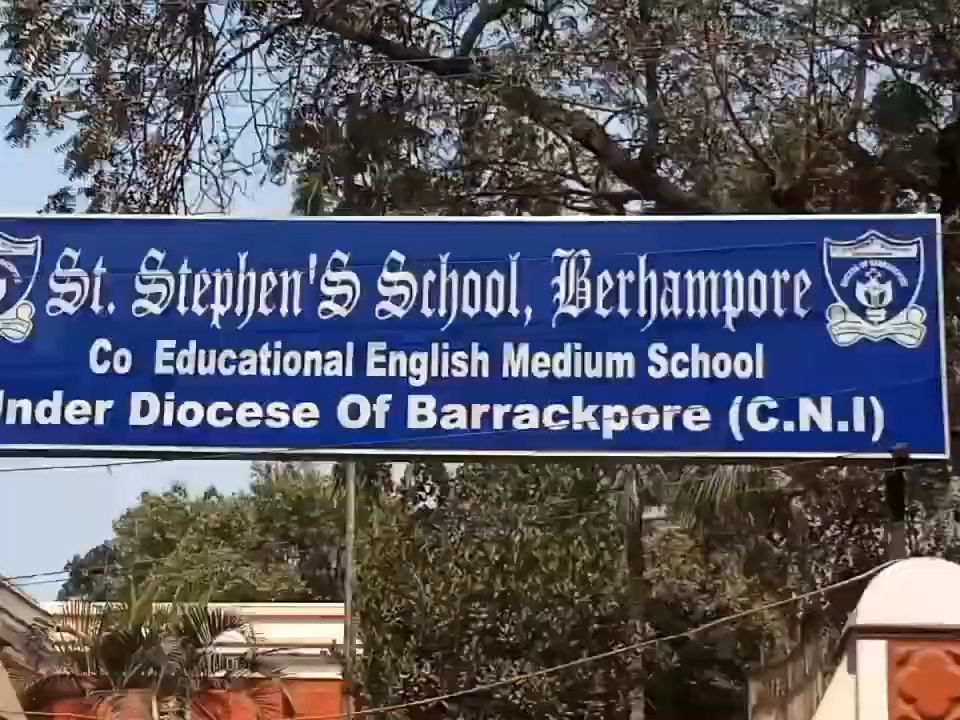 St. Stephen'S School, Berhampore
Co Educational English Medium School
Under Diocese Of Barrackpore (C.N.I)